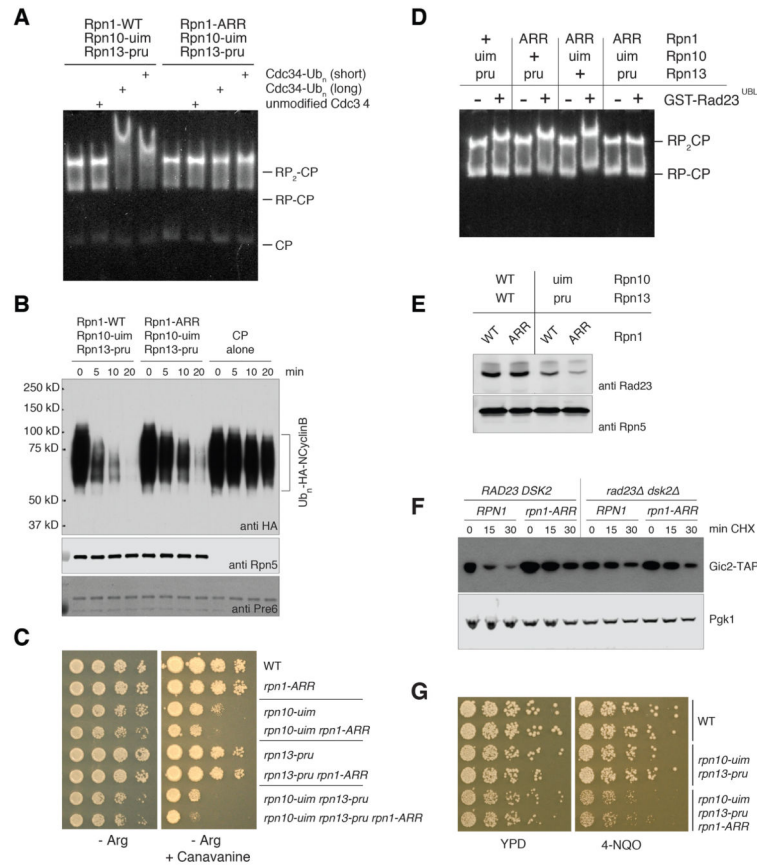 A
Rpn1-WT Rpn1-ARR
Rpn10-uim Rpn10-uim
Rpn13-pru Rpn13-pru
+ + Cdc34-Ubn (short)
+ + Cdc34-Ubn (long)
+ + unmodified Cdc3 4
RP2-CP
RP-CP
CP
B
Rpn1-WT Rpn1-ARR
Rpn10-uim Rpn10-uim CP
Rpn13-pru Rpn13-pru alone
0 5 10 20 0 5 10 20 0 5 10 20 min
250 kD
150 kD
100 kD
75 kD
50 kD
37 kD
Ubn-HA-NCyclinB
anti HA
anti Rpn5
anti Pre6
C
WT
rpn1-ARR
rpn10-uim
rpn10-uim rpn1-ARR
rpn13-pru
rpn13-pru rpn1-ARR
rpn10-uim rpn13-pru
rpn10-uim rpn13-pru rpn1-ARR
- Arg - Arg
+ Canavanine
D
+ ARR ARR ARR Rpn1
uim + uim uim Rpn10
pru pru + pru Rpn13
- + - + - + - + GST-Rad23UBL
RP2CP
RP-CP
E
WT uim Rpn10
WT pru Rpn13
WT ARR WT ARR Rpn1
anti Rad23
anti Rpn5
F
RAD23 DSK2 rad23Δ dsk2Δ
RPN1 rpn1-ARR RPN1 rpn1-ARR
0 15 30 0 15 30 0 15 30 0 15 30 min CHX
Gic2-TAP
Pgk1
G
WT
rpn10-uim
rpn13-pru
rpn10-uim
rpn13-pru
rpn1-ARR
YPD 4-NQO